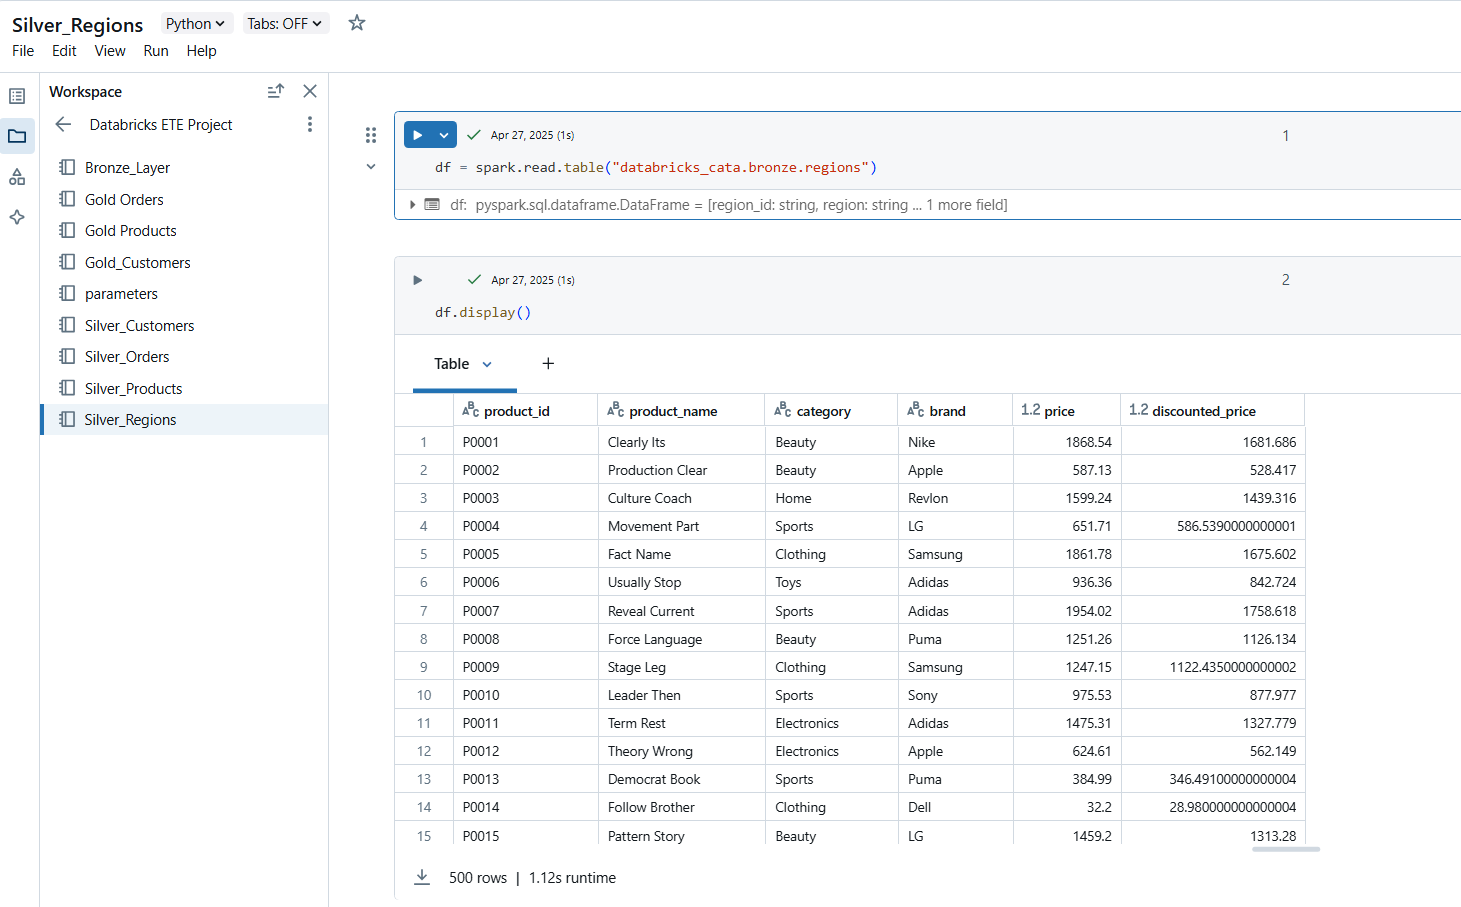 Silver_Regions Python Tabs: OFF
File Edit View Run Help
Workspace
Databricks ETE Project
Bronze_Layer
Gold Orders
Gold Products
Gold_Customers
parameters
Silver_Customers
Silver_Orders
Silver_Products
Silver_Regions
Apr 27, 2025 (1s) 1
df = spark.read.table("databricks_cata.bronze.regions")
df: pyspark.sql.dataframe.DataFrame = [region_id: string, region: string ... 1 more field]
Apr 27, 2025 (1s) 2
df.display()
Table +
ABC product_id ABC product_name ABC category ABC brand 1.2 price 1.2 discounted_price
1 P0001 Clearly Its Beauty Nike 1868.54 1681.686
2 P0002 Production Clear Beauty Apple 587.13 528.417
3 P0003 Culture Coach Home Revlon 1599.24 1439.316
4 P0004 Movement Part Sports LG 651.71 586.5390000000001
5 P0005 Fact Name Clothing Samsung 1861.78 1675.602
6 P0006 Usually Stop Toys Adidas 936.36 842.724
7 P0007 Reveal Current Sports Adidas 1954.02 1758.618
8 P0008 Force Language Beauty Puma 1251.26 1126.134
9 P0009 Stage Leg Clothing Samsung 1247.15 1122.4350000000002
10 P0010 Leader Then Sports Sony 975.53 877.977
11 P0011 Term Rest Electronics Adidas 1475.31 1327.779
12 P0012 Theory Wrong Electronics Apple 624.61 562.149
13 P0013 Democrat Book Sports Puma 384.99 346.49100000000004
14 P0014 Follow Brother Clothing Dell 32.2 28.980000000000004
15 P0015 Pattern Story Beauty LG 1459.2 1313.28
500 rows | 1.12s runtime